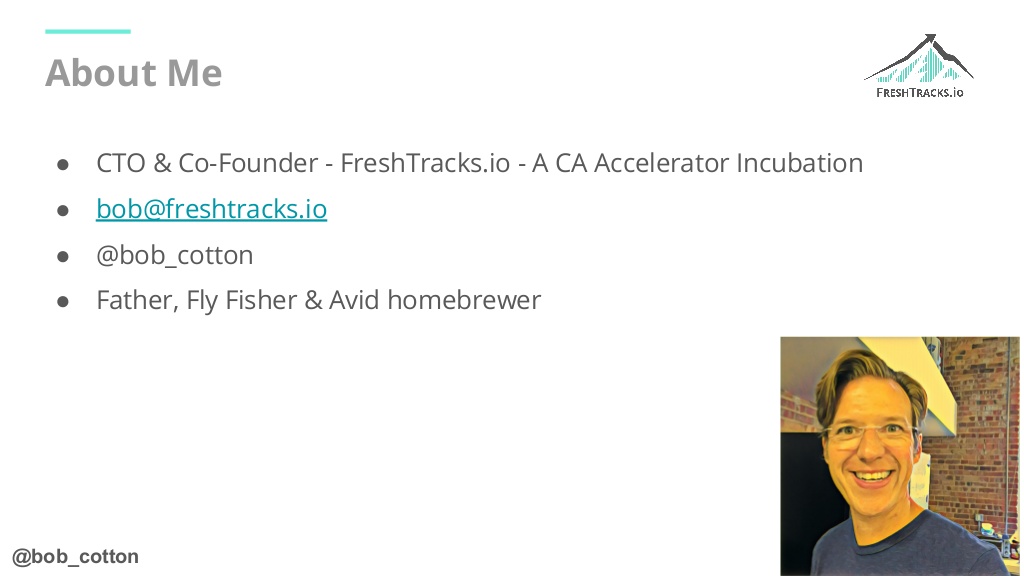 About Me
FRESHTRACKS.io
● CTO & Co-Founder - FreshTracks.io - A CA Accelerator Incubation
● bob@freshtracks.io
● @bob_cotton
● Father, Fly Fisher & Avid homebrewer
@bob_cotton